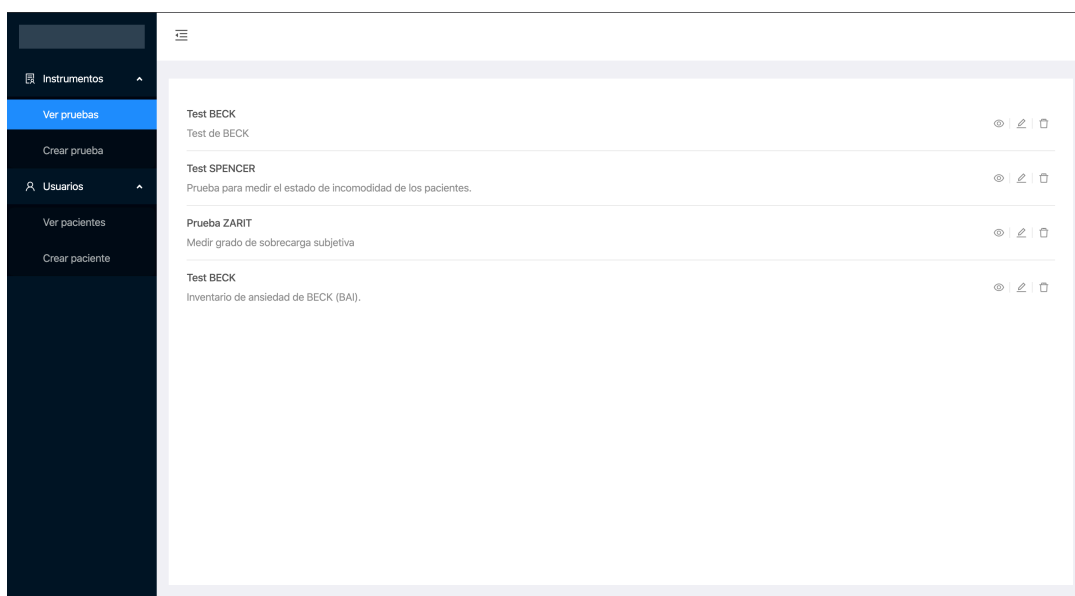 Instrumentos
Ver pruebas
Crear prueba
Usuarios
Ver pacientes
Crear paciente
Test BECK
Test de BECK
Test SPENCER
Prueba para medir el estado de incomodidad de los pacientes.
Prueba ZARIT
Medir grado de sobrecarga subjetiva
Test BECK
Inventario de ansiedad de BECK (BAI).